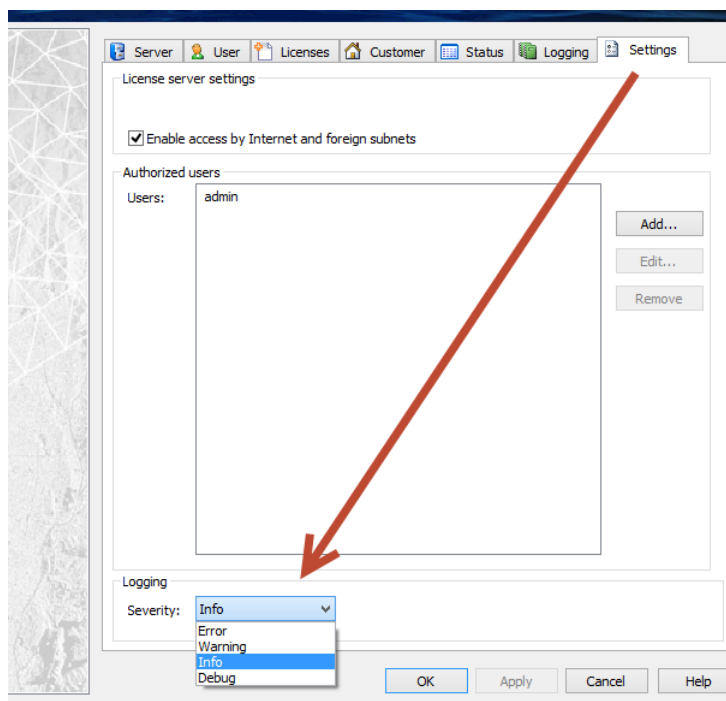 Server User Licenses Customer Status Logging Settings
License server settings
Enable access by Internet and foreign subnets
Authorized users
Users: admin
Add...
Edit...
Remove
Logging
Severity: Info
Error
Warning
Info
Debug
OK Apply Cancel Help